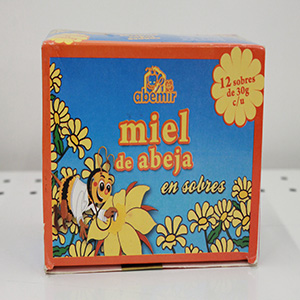 abemir
12 sobres
de 30g
c/u
miel
de abeja
en sobres